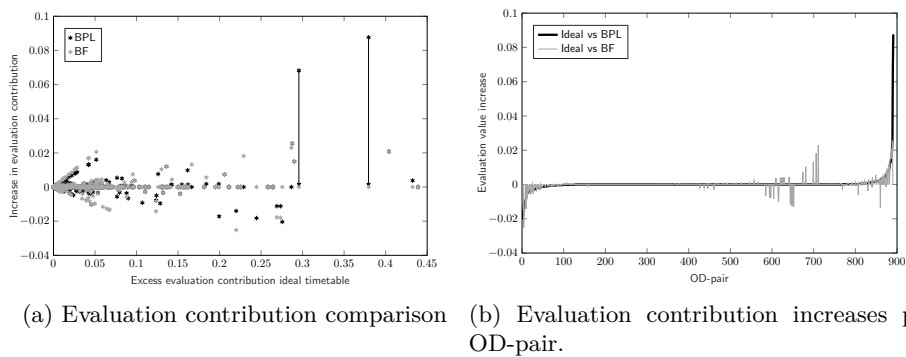 0.1
0.08
0.06
0.04
0.02
0
−0.02
−0.04
Increase in evaluation contribution
BPL
BF
0 0.05 0.1 0.15 0.2 0.25 0.3 0.35 0.4 0.45
Excess evaluation contribution ideal timetable
(a) Evaluation contribution comparison
0.1
0.08
0.06
0.04
0.02
0
−0.02
−0.04
Evaluation value increase
Ideal vs BPL
Ideal vs BF
0 100 200 300 400 500 600 700 800 900
OD-pair
(b) Evaluation contribution increases p
OD-pair.